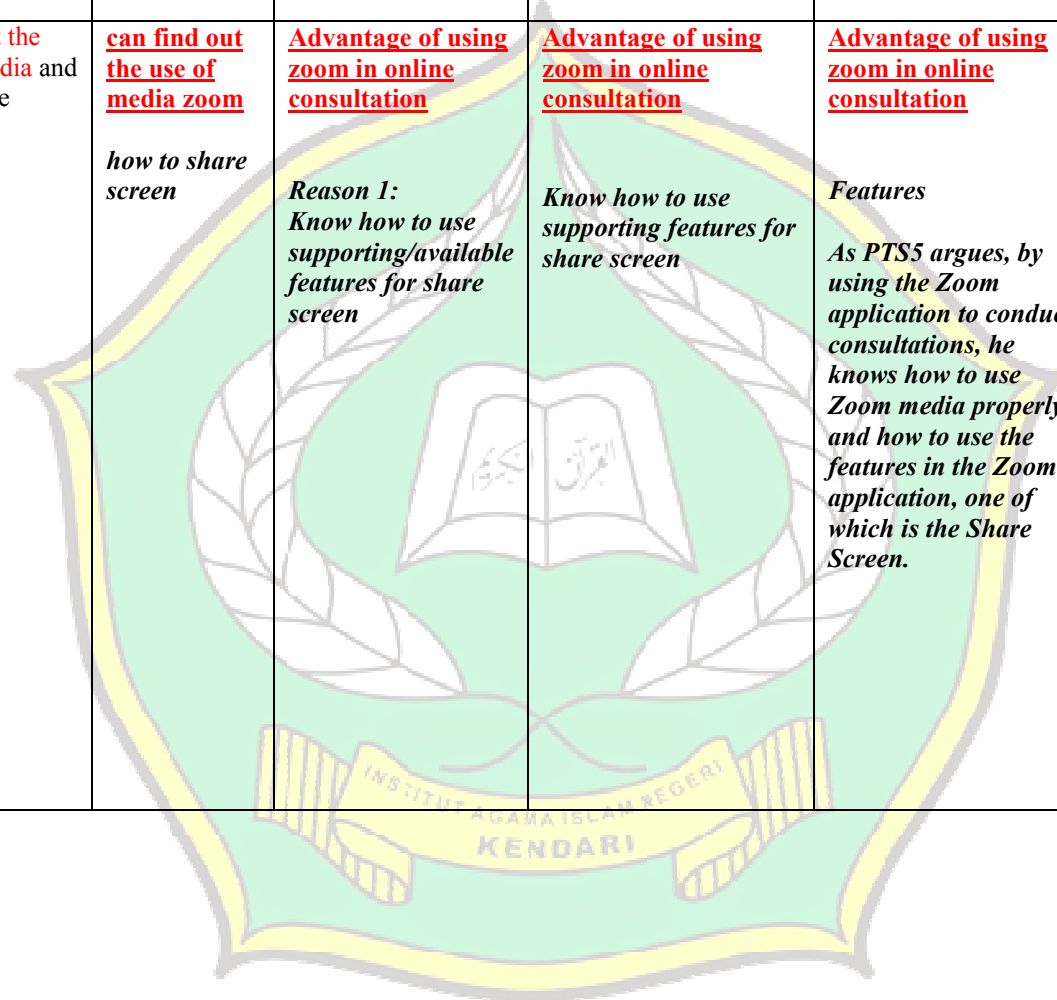 t the
dia and
e
can find out
the use of
media zoom
how to share
screen
Advantage of using
zoom in online
consultation
Reason 1:
Know how to use
supporting/available
features for share
screen
Advantage of using
zoom in online
consultation
Know how to use
supporting features for
share screen
Advantage of using
zoom in online
consultation
Features
As PTS5 argues, by
using the Zoom
application to conduc
consultations, he
knows how to use
Zoom media properly
and how to use the
features in the Zoom
application, one of
which is the Share
Screen.
القرآن الكريم
INSTITUT AGAMA ISLAM NEGERI
KENDARI